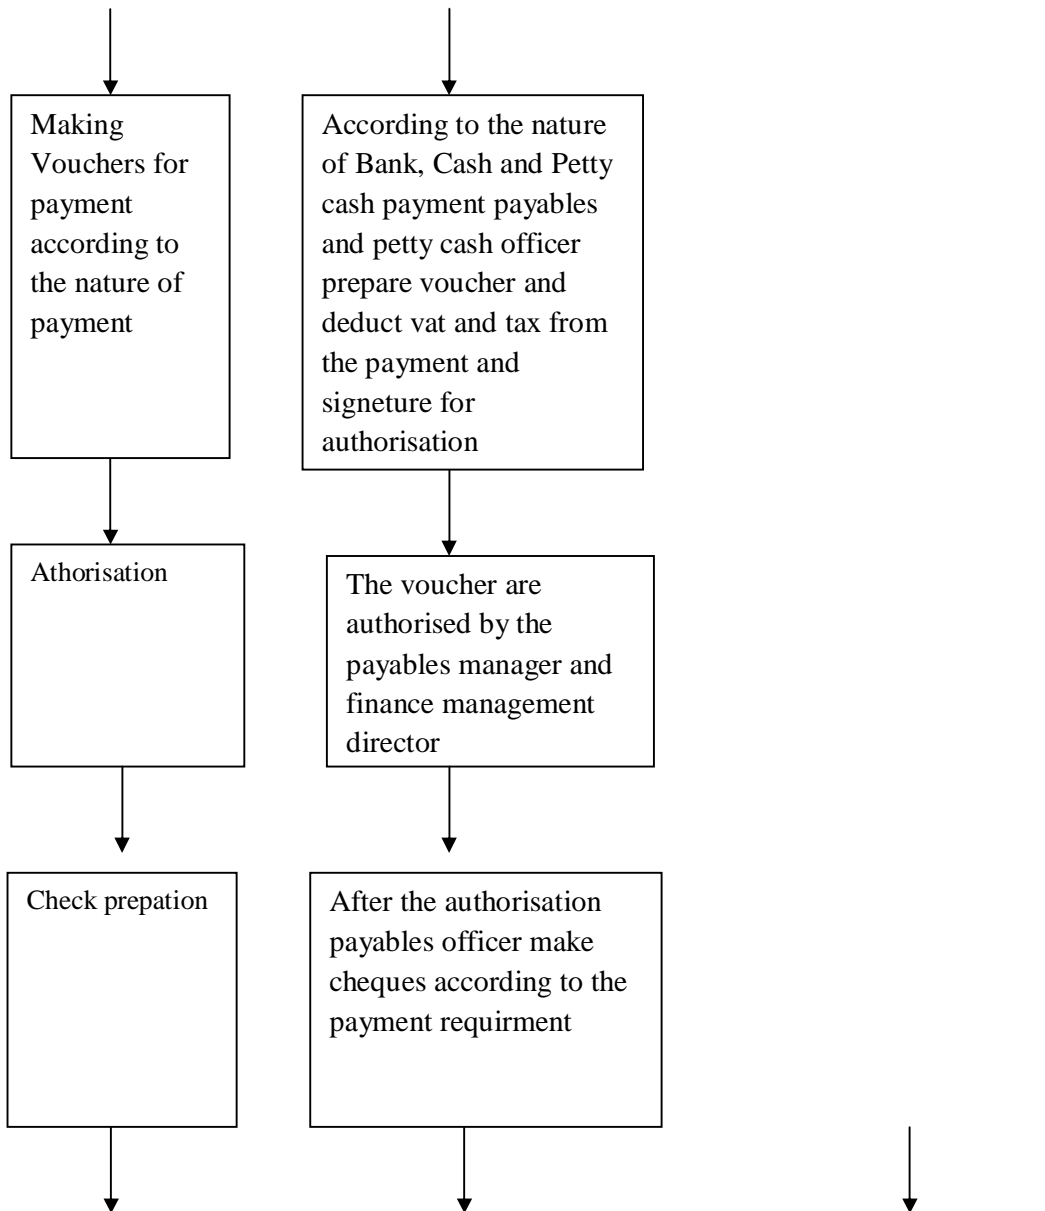 Making
Vouchers for
payment
according to
the nature of
payment
According to the nature
of Bank, Cash and Petty
cash payment payables
and petty cash officer
prepare voucher and
deduct vat and tax from
the payment and
signeture for
authorisation
Athorisation
The voucher are
authorised by the
payables manager and
finance management
director
Check prepation
After the authorisation
payables officer make
cheques according to the
payment requirment